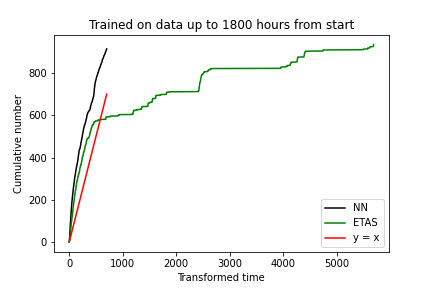 Trained on data up to 1800 hours from start
Cumulative number
800
600
400
200
0
0 1000 2000 3000 4000 5000
Transformed time
NN
ETAS
y = x